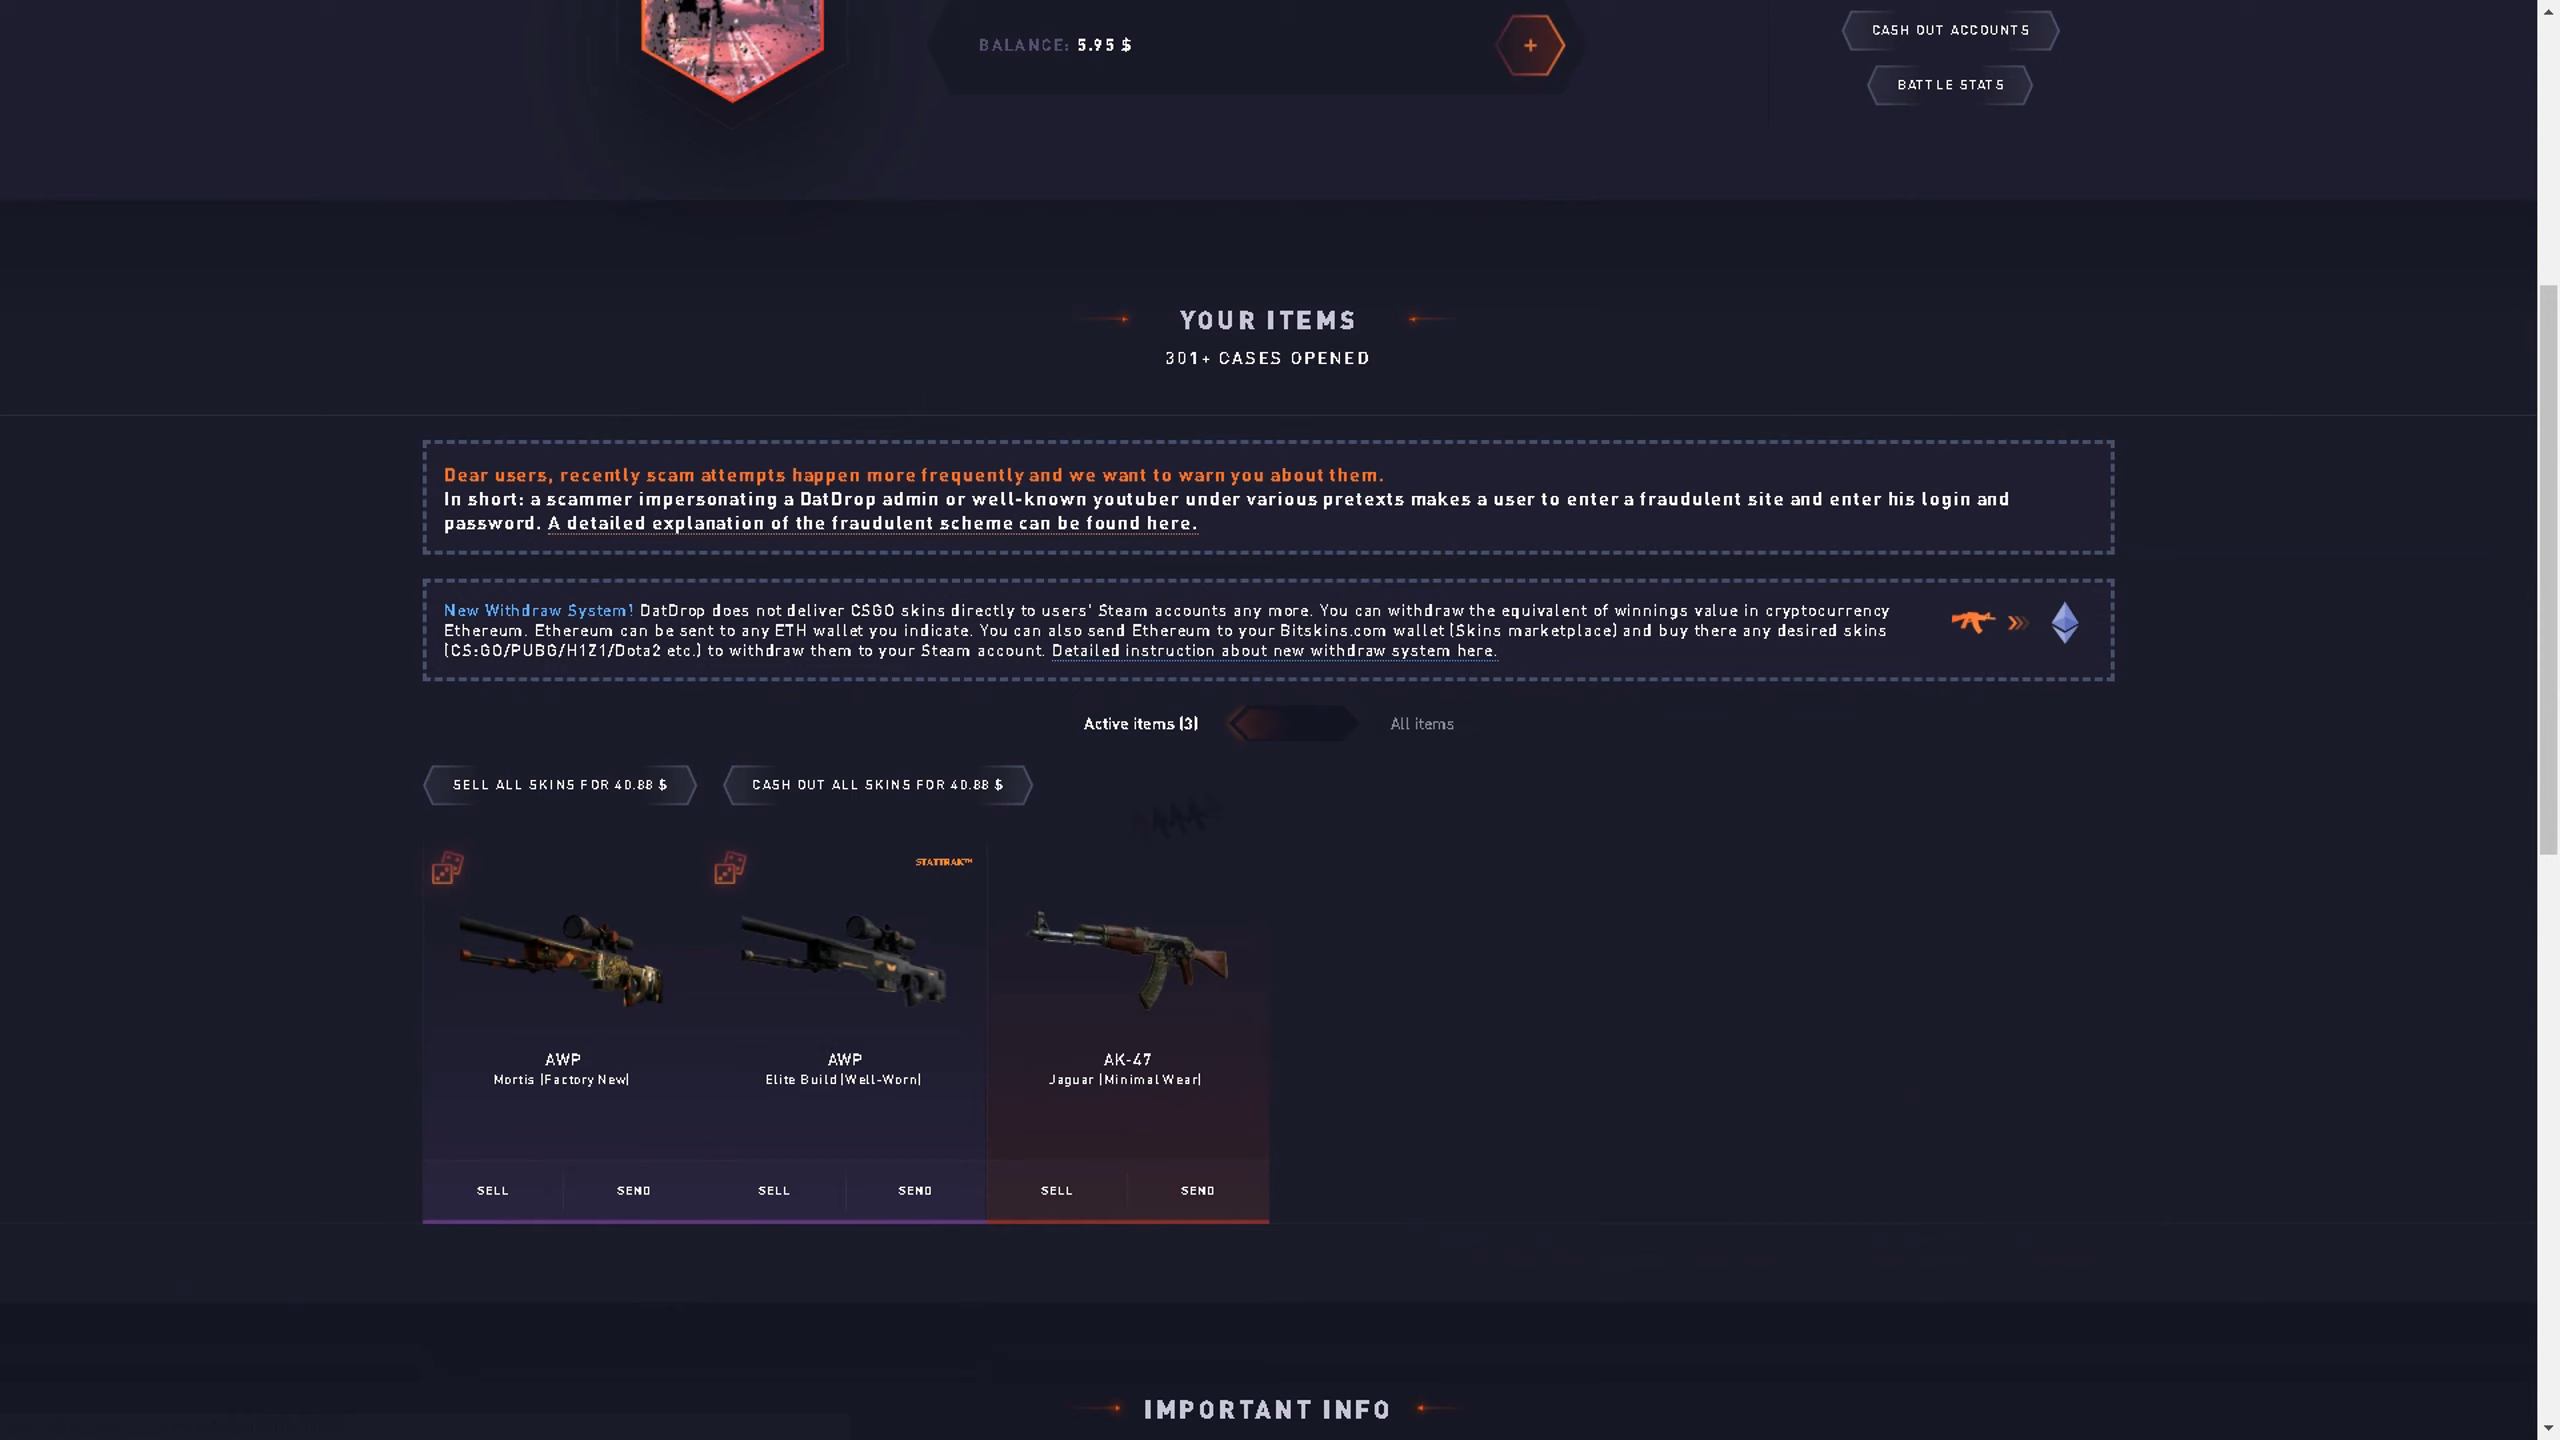 BALANCE: 5.95 $
CASH OUT ACCOUNTS
BATTLE STATS
YOUR ITEMS
301+ CASES OPENED
Dear users, recently scam attempts happen more frequently and we want to warn you about them.
In short: a scammer impersonating a DatDrop admin or well-known youtuber under various pretexts makes a user to enter a fraudulent site and enter his login and
password. A detailed explanation of the fraudulent scheme can be found here.
New Withdraw System! DatDrop does not deliver CSGO skins directly to users' Steam accounts any more. You can withdraw the equivalent of winnings value in cryptocurrency
Ethereum. Ethereum can be sent to any ETH wallet you indicate. You can also send Ethereum to your Bitskins.com wallet (Skins marketplace) and buy there any desired skins
(CS:GO/PUBG/H1Z1/Dota2 etc.) to withdraw them to your Steam account. Detailed instruction about new withdraw system here.
Active items (3)
All items
SELL ALL SKINS FOR 40.88 $
CASH OUT ALL SKINS FOR 40.88 $
STATTRAK™
AWP
Mortis |Factory New|
AWP
Elite Build |Well-Worn|
AK-47
Jaguar |Minimal Wear|
SELL
SEND
SELL
SEND
SELL
SEND
IMPORTANT INFO